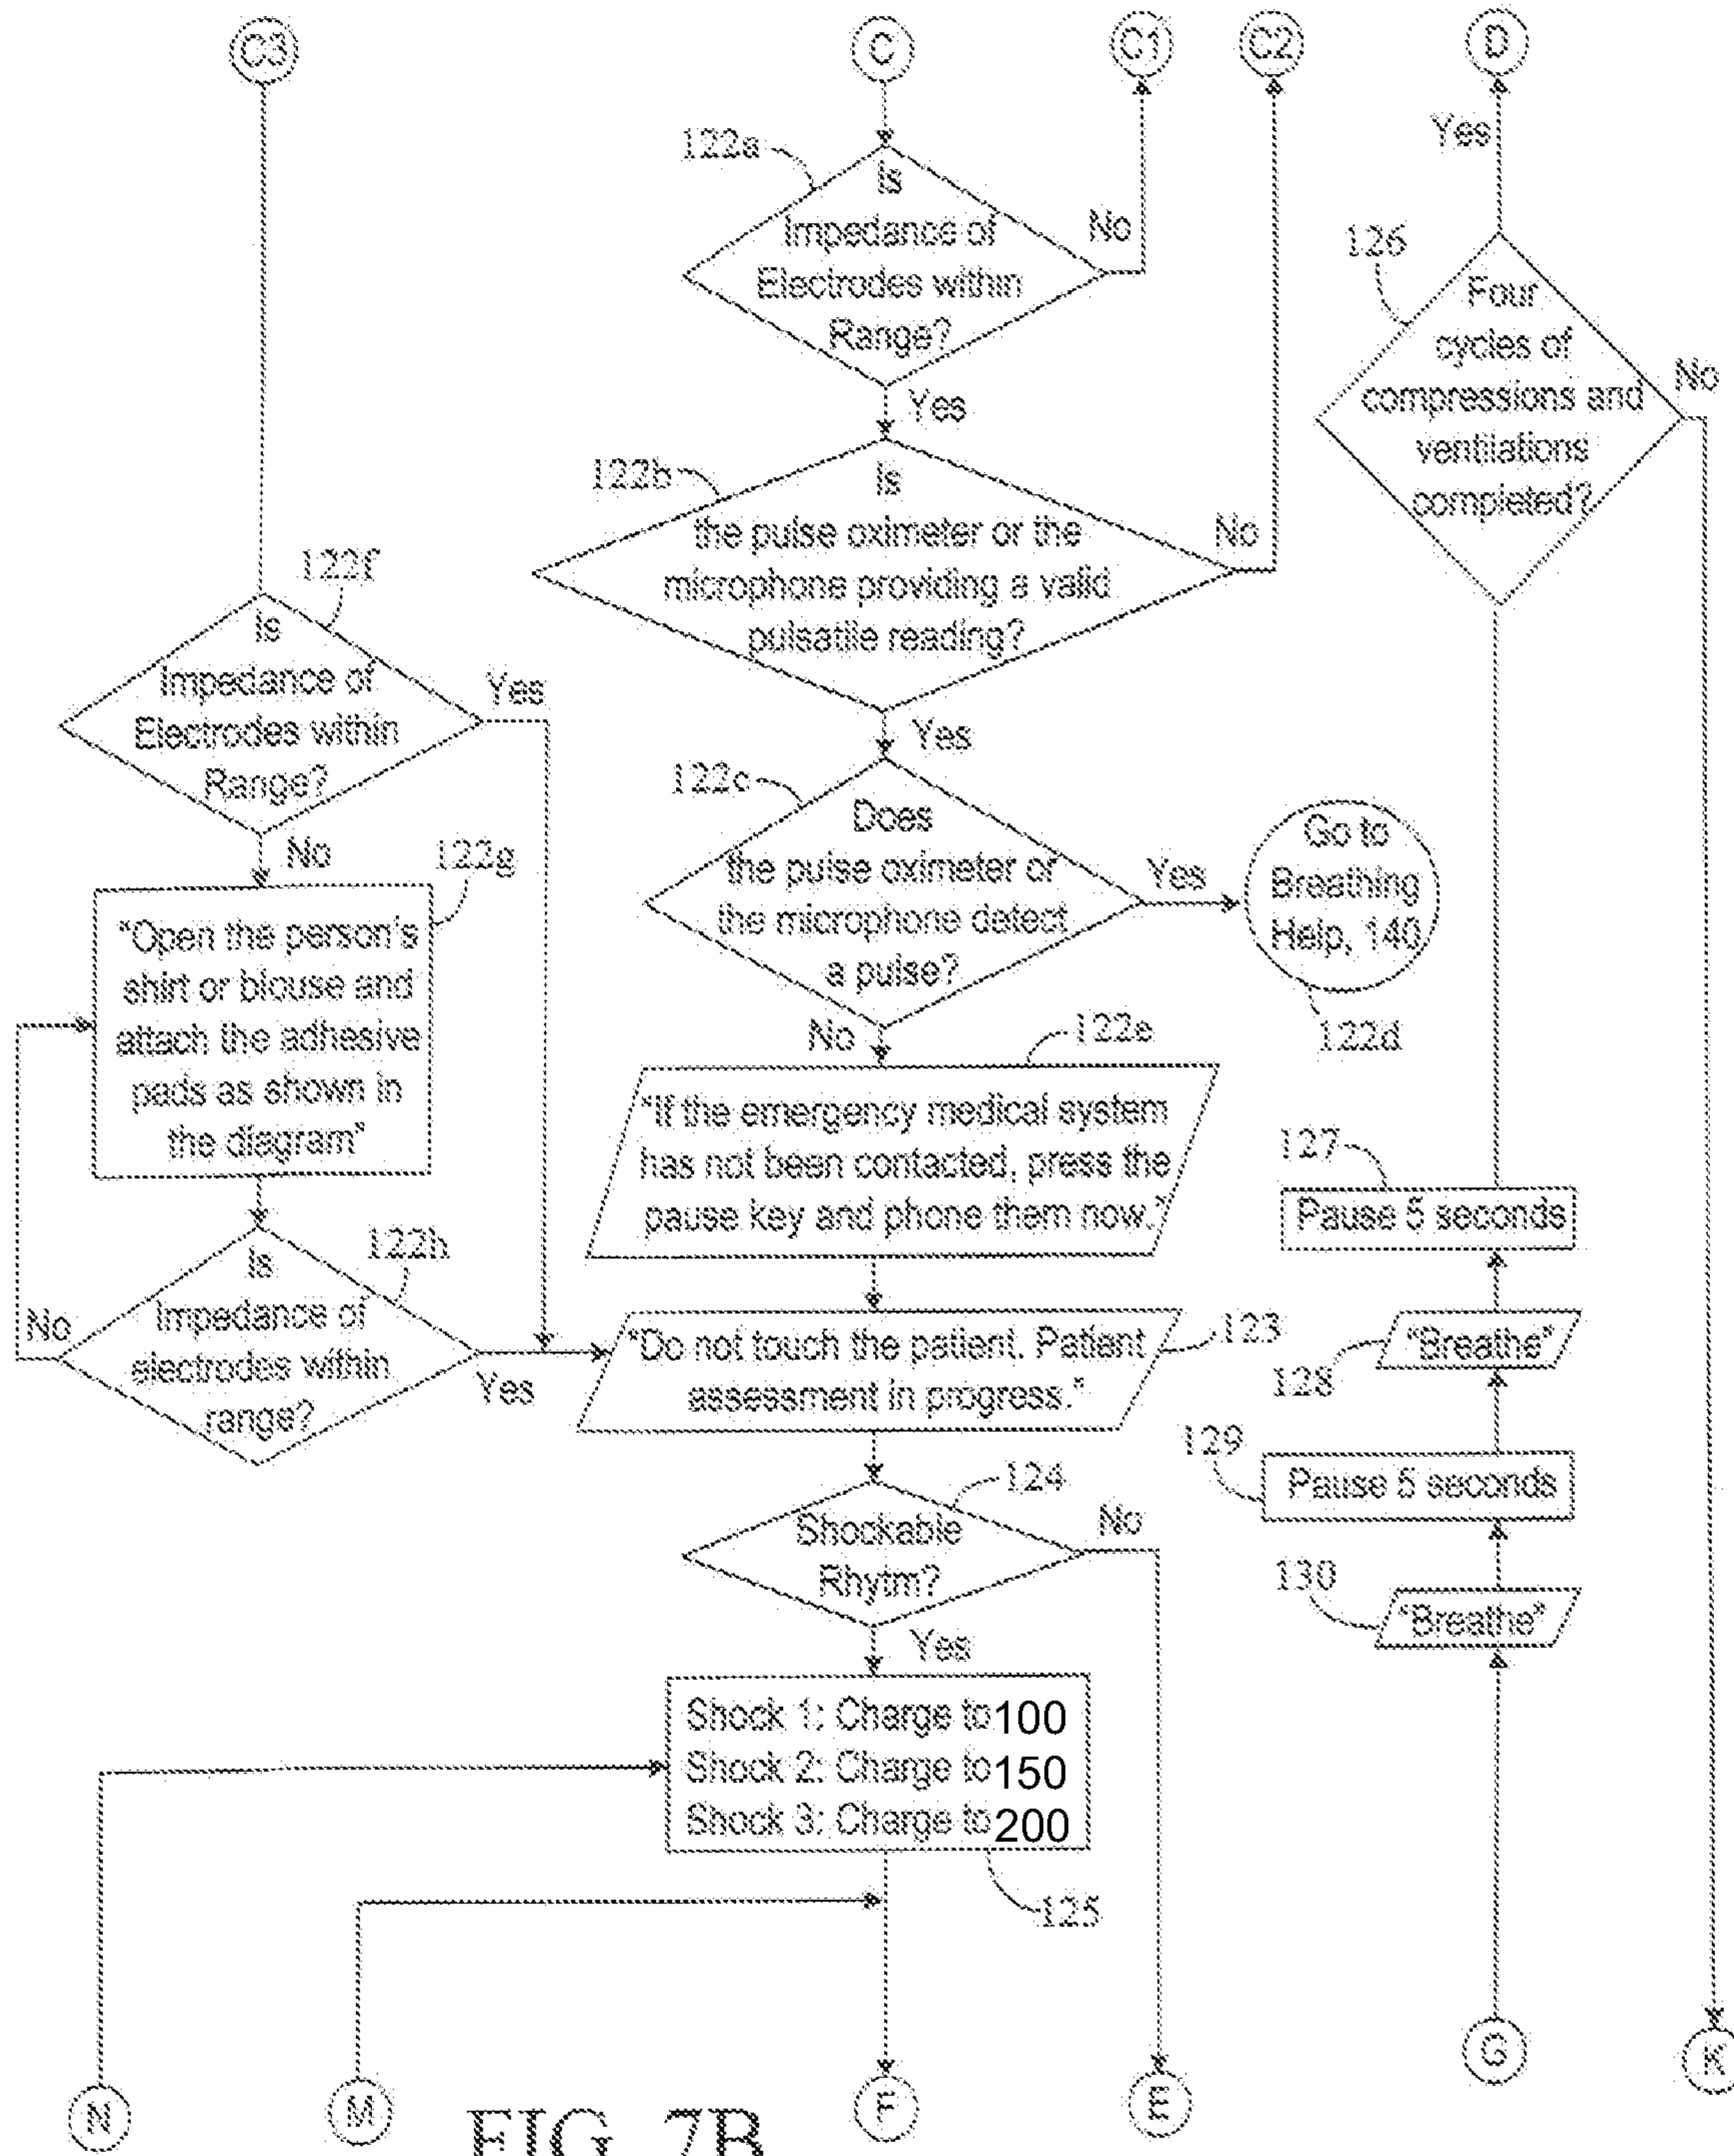 C3
C
C1
C2
D
122a
Is
Impedance of
Electrodes within
Range?
No
Yes
Yes
126
Four
cycles of
compressions and
ventilations
completed?
No
122b
Is
the pulse oximeter or the
microphone providing a valid
pulsatile reading?
No
Yes
122f
Is
Impedance of
Electrodes within
Range?
Yes
No
122g
"Open the person's
shirt or blouse and
attach the adhesive
pads as shown in
the diagram"
122c
Does
the pulse oximeter or
the microphone detect
a pulse?
Yes
No
Go to
Breathing
Help, 140
122d
122e
"If the emergency medical system
has not been contacted, press the
pause key and phone them now."
122h
Is
Impedance of
electrodes within
range?
No
Yes
"Do not touch the patient. Patient
assessment in progress."
123
127
Pause 5 seconds
"Breathe"
128
129
Pause 5 seconds
130
"Breathe"
124
Shockable
Rhytm?
No
Yes
Shock 1: Charge to 100
Shock 2: Charge to 150
Shock 3: Charge to 200
125
N
M
F
E
G
K
FIG. 7B